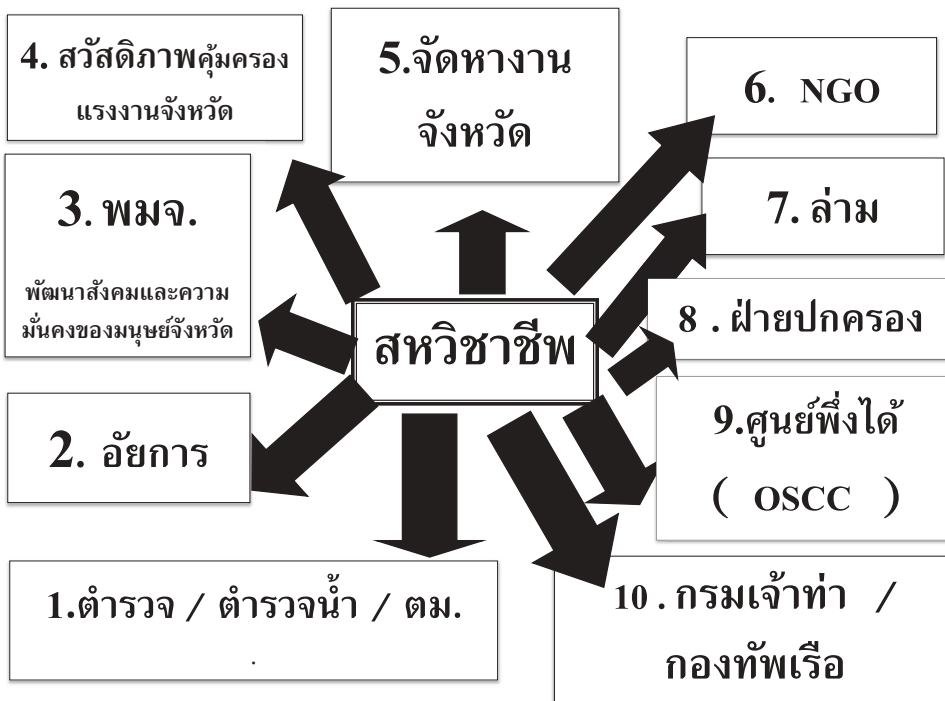 4. สวัสดิภาพคุ้มครอง
แรงงานจังหวัด
5.จัดหางาน
จังหวัด
6. NGO
3. พมจ.
พัฒนาสังคมและความ
มั่นคงของมนุษย์จังหวัด
7. ล่าม
สหวิชาชีพ
8 . ฝ่ายปกครอง
2. อัยการ
9.ศูนย์พึ่งได้
( OSCC )
1.ตำรวจ / ตำรวจน้ำ / ตม.
.
10 . กรมเจ้าท่า /
กองทัพเรือ